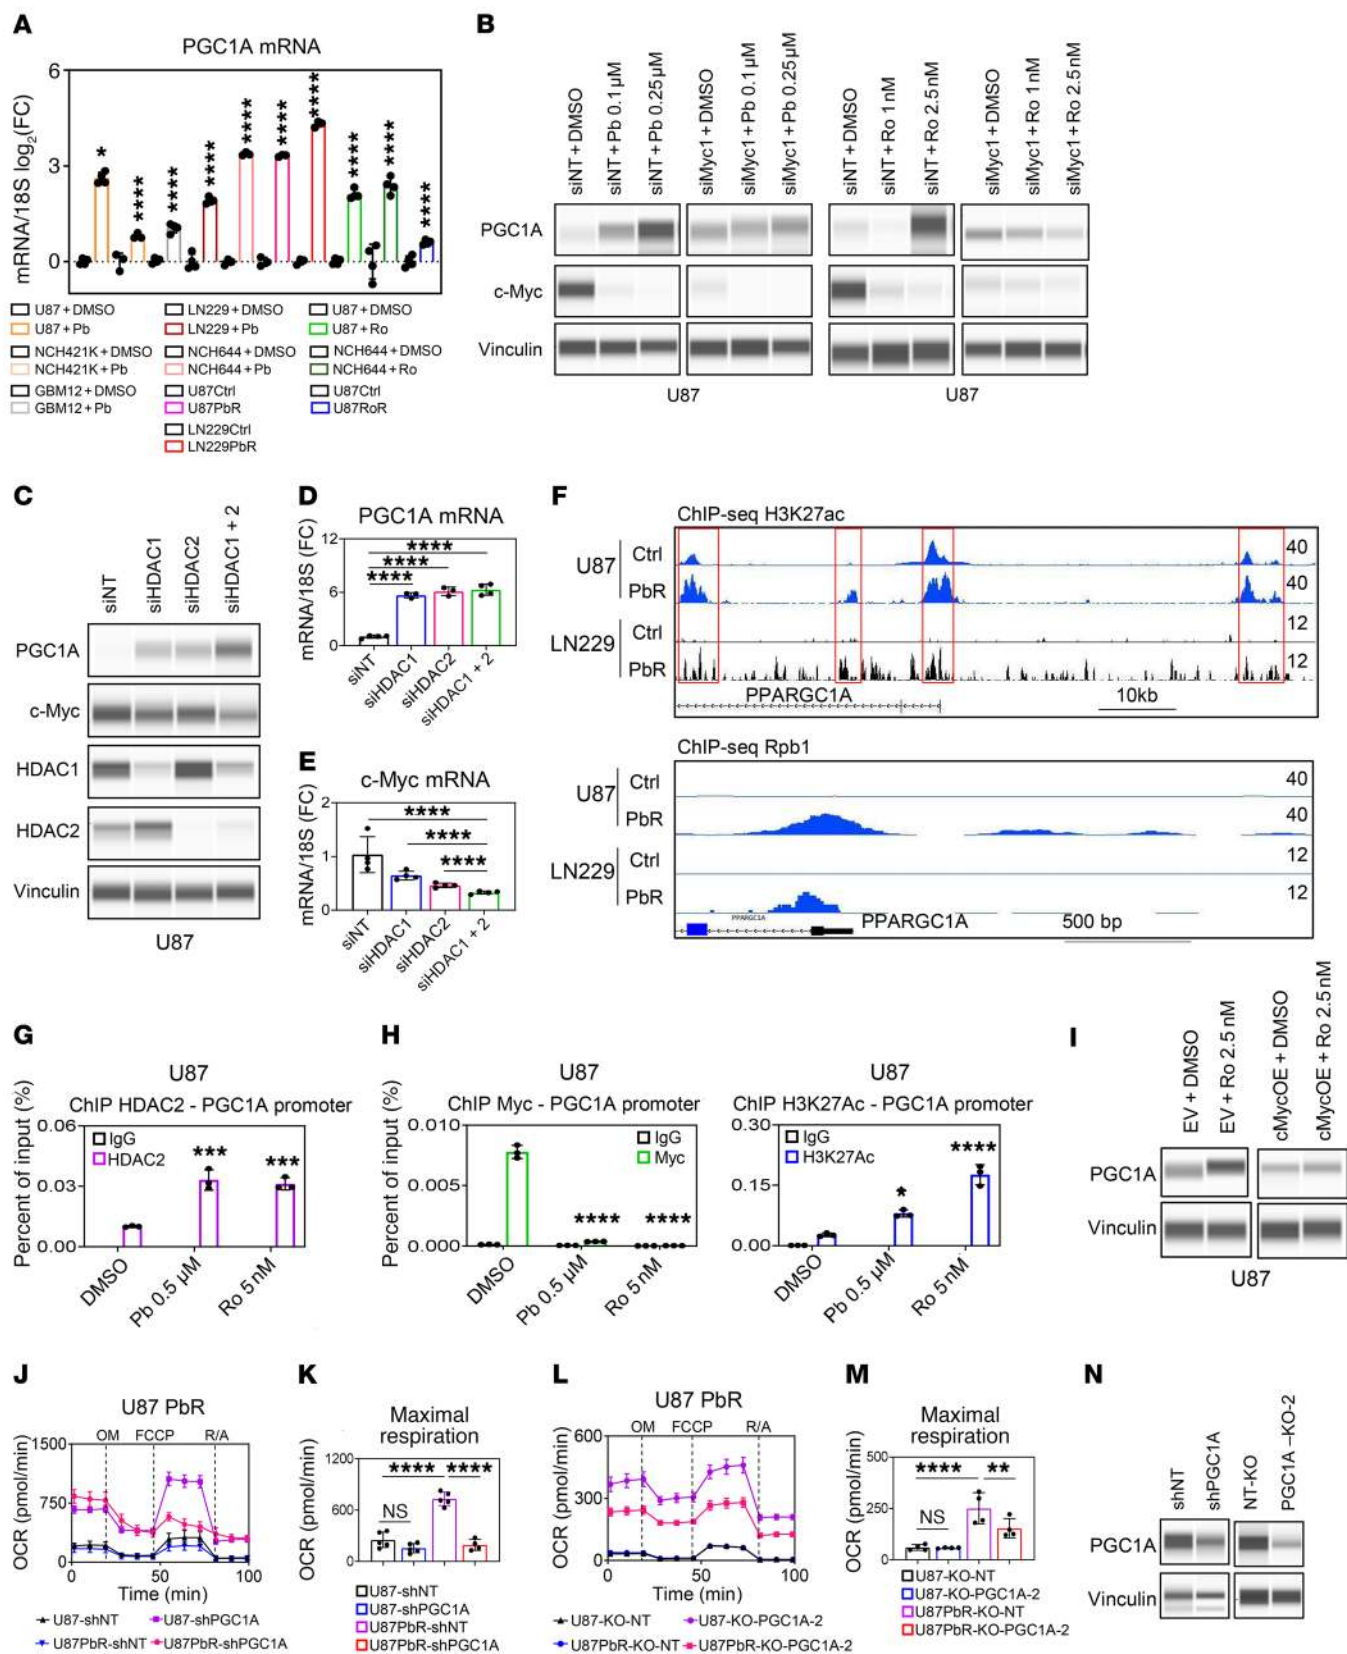 A
PGC1A mRNA
mRNA/18S log2(FC)
6
3
0
*
****
****
****
****
****
****
****
****
****
U87 + DMSO
U87 + Pb
NCH421K + DMSO
NCH421K + Pb
GBM12 + DMSO
GBM12 + Pb
LN229 + DMSO
LN229 + Pb
NCH644 + DMSO
NCH644 + Pb
U87Ctrl
U87PbR
LN229Ctrl
LN229PbR
U87 + DMSO
U87 + Ro
NCH644 + DMSO
NCH644 + Ro
U87Ctrl
U87RoR
B
siNT + DMSO
siNT + Pb 0.1 µM
siNT + Pb 0.25 µM
siMyc1 + DMSO
siMyc1 + Pb 0.1 µM
siMyc1 + Pb 0.25 µM
siNT + DMSO
siNT + Ro 1 nM
siNT + Ro 2.5 nM
siMyc1 + DMSO
siMyc1 + Ro 1 nM
siMyc1 + Ro 2.5 nM
PGC1A
c-Myc
Vinculin
U87
U87
C
siNT
siHDAC1
siHDAC2
siHDAC1 + 2
PGC1A
c-Myc
HDAC1
HDAC2
Vinculin
U87
D
PGC1A mRNA
mRNA/18S (FC)
12
6
0
****
****
****
siNT
siHDAC1
siHDAC2
siHDAC1 + 2
E
c-Myc mRNA
mRNA/18S (FC)
2
1
0
****
****
****
siNT
siHDAC1
siHDAC2
siHDAC1 + 2
F
ChIP-seq H3K27ac
U87
Ctrl
40
PbR
40
LN229
Ctrl
12
PbR
12
PPARGC1A
10kb
ChIP-seq Rpb1
U87
Ctrl
40
PbR
40
LN229
Ctrl
12
PbR
12
PPARGC1A
PPARGC1A
500 bp
G
U87
ChIP HDAC2 - PGC1A promoter
Percent of input (%)
0.06
0.03
0.00
IgG
HDAC2
***
***
DMSO
Pb 0.5 µM
Ro 5 nM
H
U87
ChIP Myc - PGC1A promoter
Percent of input (%)
0.010
0.005
0.000
IgG
Myc
****
****
DMSO
Pb 0.5 µM
Ro 5 nM
U87
ChIP H3K27Ac - PGC1A promoter
0.30
0.15
0.00
IgG
H3K27Ac
*
****
DMSO
Pb 0.5 µM
Ro 5 nM
I
EV + DMSO
EV + Ro 2.5 nM
cMycOE + DMSO
cMycOE + Ro 2.5 nM
PGC1A
Vinculin
U87
J
U87 PbR
OM
FCCP
R/A
OCR (pmol/min)
1500
750
0
0
50
100
Time (min)
U87-shNT
U87-shPGC1A
U87PbR-shNT
U87PbR-shPGC1A
K
Maximal
respiration
OCR (pmol/min)
1200
600
0
****
****
NS
U87-shNT
U87-shPGC1A
U87PbR-shNT
U87PbR-shPGC1A
L
U87 PbR
OM
FCCP
R/A
OCR (pmol/min)
600
300
0
0
50
100
Time (min)
U87-KO-NT
U87-KO-PGC1A-2
U87PbR-KO-NT
U87PbR-KO-PGC1A-2
M
Maximal
respiration
OCR (pmol/min)
500
250
0
****
**
NS
U87-KO-NT
U87-KO-PGC1A-2
U87PbR-KO-NT
U87PbR-KO-PGC1A-2
N
shNT
shPGC1A
NT-KO
PGC1A –KO-2
PGC1A
Vinculin